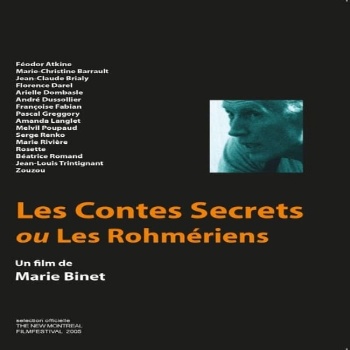 Féodor Atkine
Marie-Christine Barrault
Jean-Claude Brialy
Florence Darel
Arielle Dombasle
André Dussollier
Françoise Fabian
Pascal Greggory
Amanda Langlet
Melvil Poupaud
Serge Renko
Marie Rivière
Rosette
Béatrice Romand
Jean-Louis Trintignant
Zouzou
Les Contes Secrets
ou Les Rohmériens
Un film de
Marie Binet
selection officielle
THE NEW MONTREAL
FILMFESTIVAL 2005